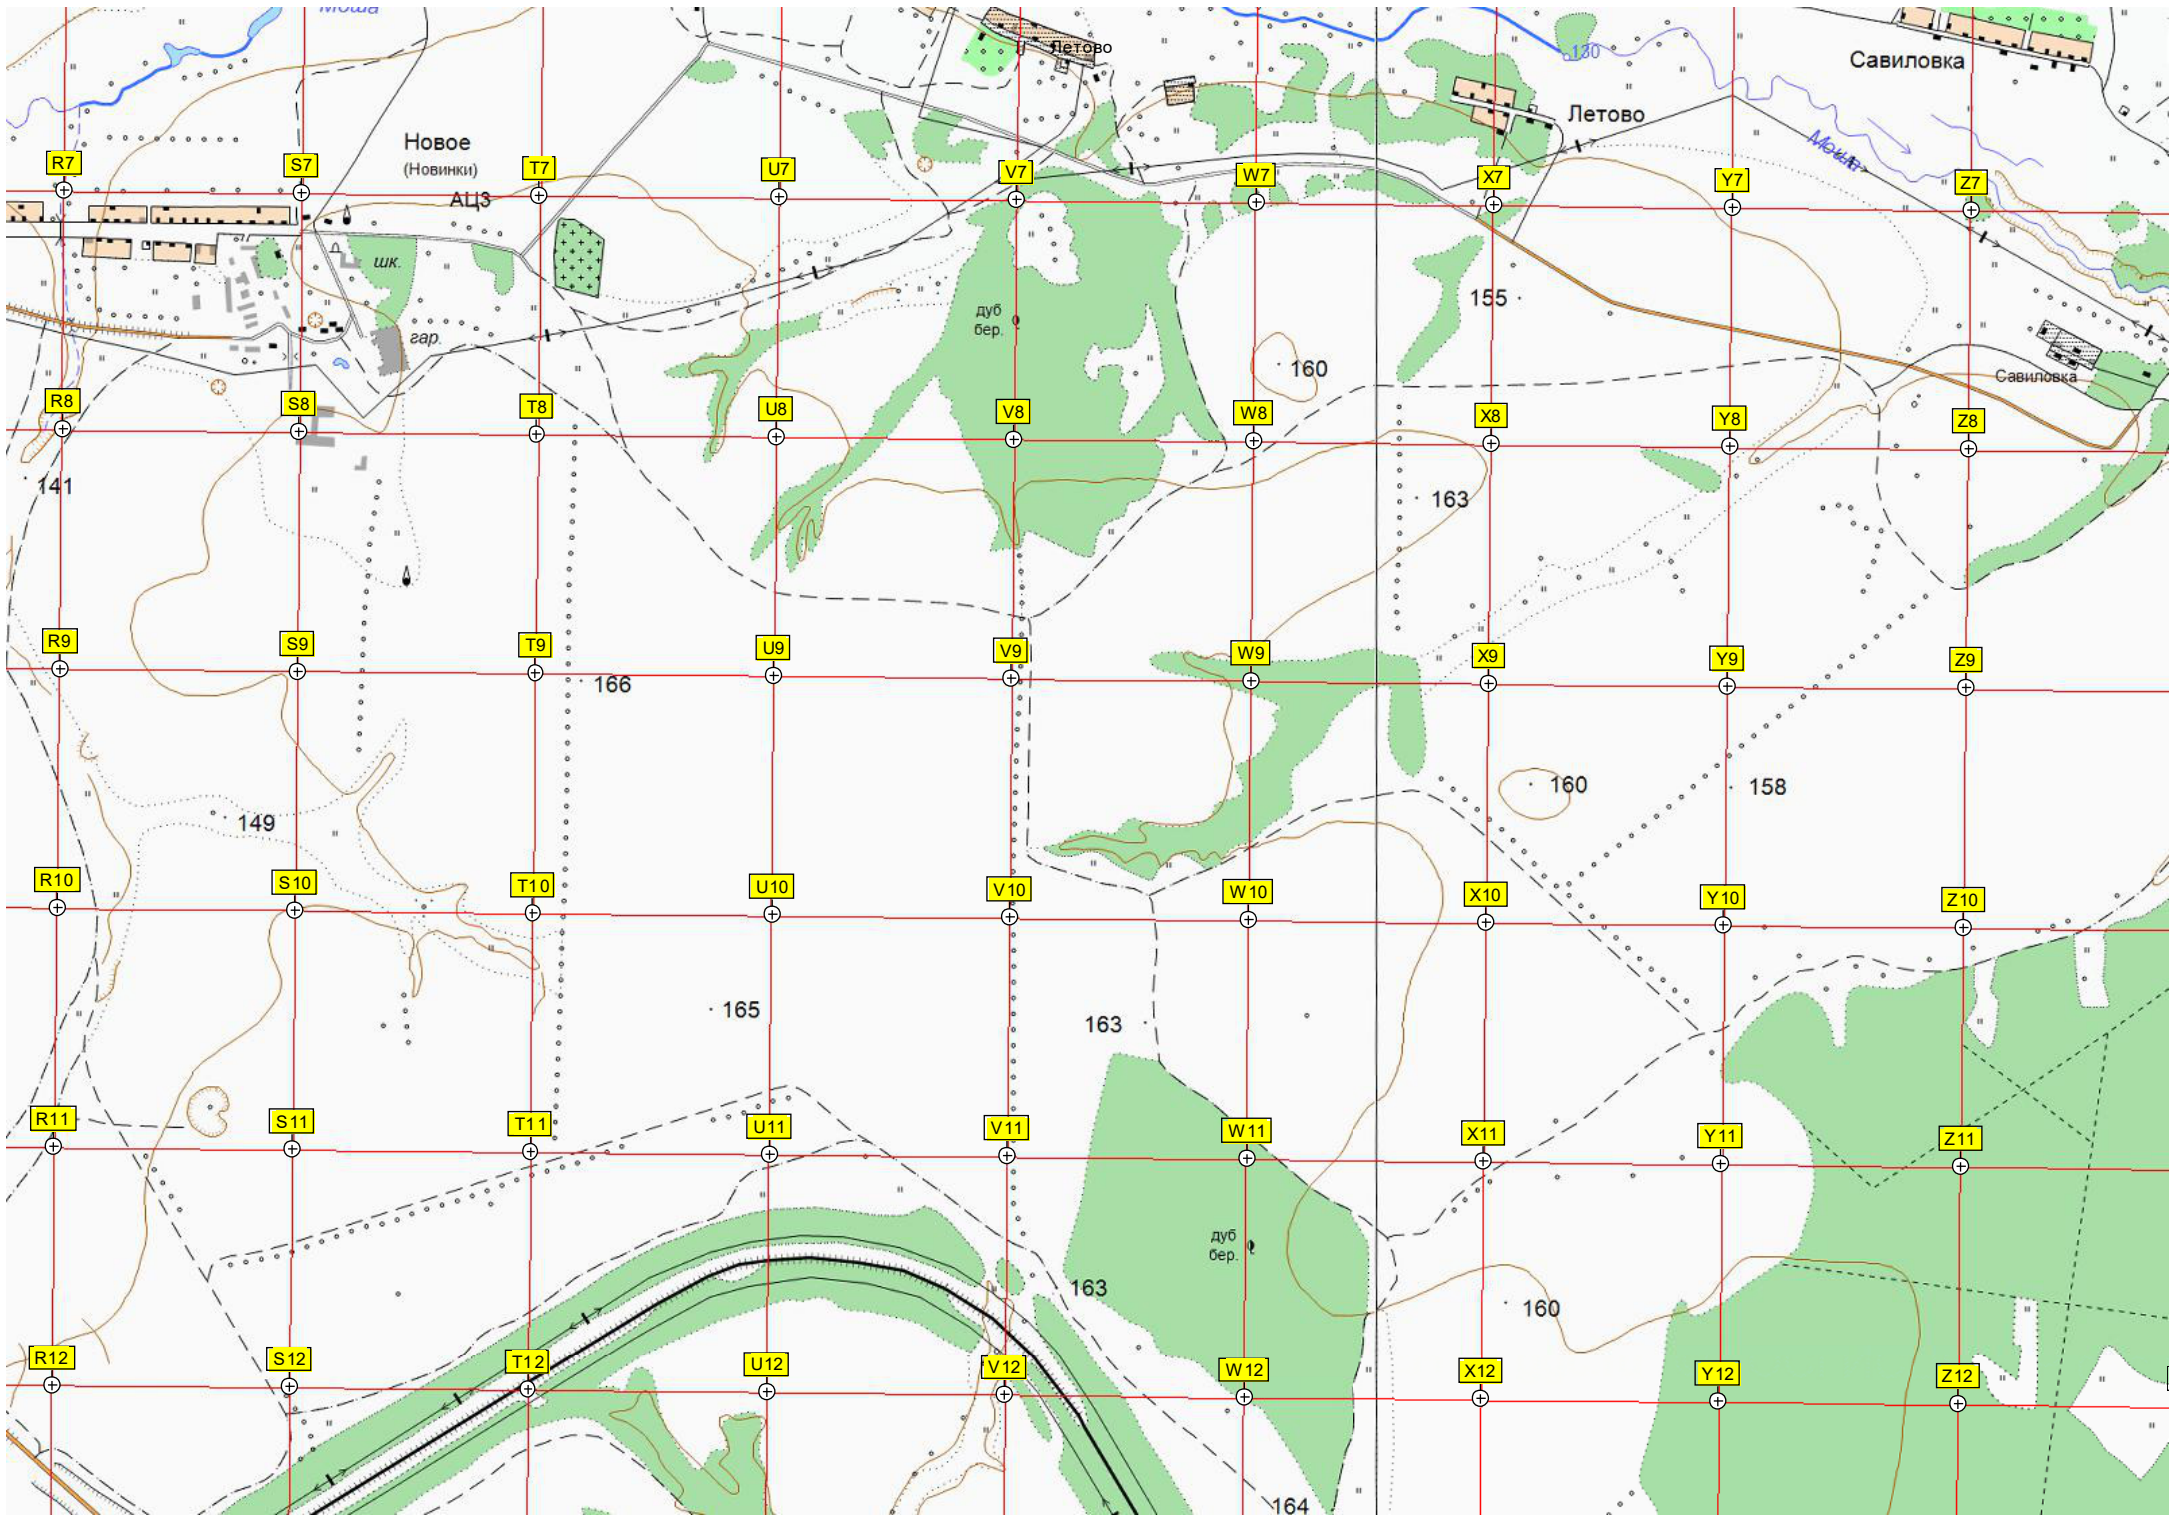 Моша
Летово
130
Савиловка
Новое
(Новинки)
Летово
Моша
R7
S7
T7
U7
V7
W7
X7
Y7
Z7
АЦЗ
шк.
155
дуб
бер.
гар.
160
Савиловка
R8
S8
T8
U8
V8
W8
X8
Y8
Z8
141
163
R9
S9
T9
U9
V9
W9
X9
Y9
Z9
166
160
158
149
R10
S10
T10
U10
V10
W10
X10
Y10
Z10
165
163
R11
S11
T11
U11
V11
W11
X11
Y11
Z11
дуб
бер.
163
160
R12
S12
T12
U12
V12
W12
X12
Y12
Z12
164